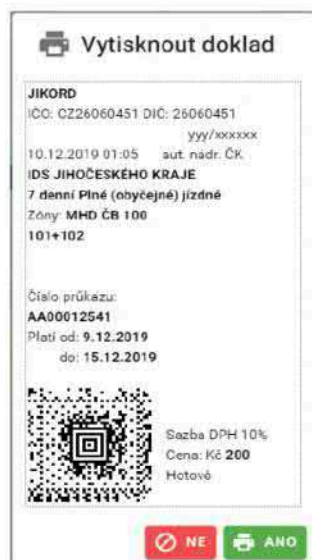 Vytisknout doklad
JIKORD
IČO: CZ26060451 DIČ: 26060451
yyy/xxxxxx
10.12.2019 01:05 aut. nádr. ČK
IDS JIHOČESKÉHO KRAJE
7 denní Plné (obyčejné) jízdné
Zóny: MHD ČB 100
101+102
Číslo průkazu:
AA00012541
Platí od: 9.12.2019
do: 15.12.2019
Sazba DPH 10%
Cena: Kč 200
Hotově
NE ANO